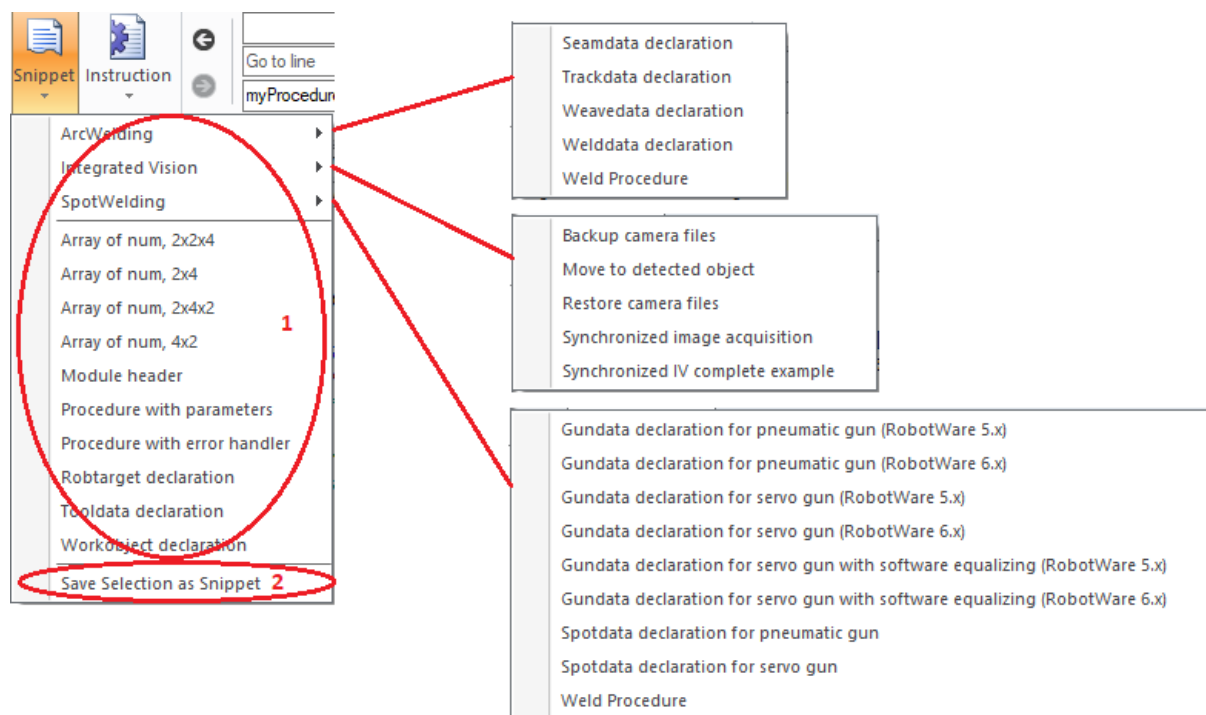 Snippet
Instruction
Go to line
myProcedure
ArcWelding
Integrated Vision
SpotWelding
Array of num, 2x2x4
Array of num, 2x4
Array of num, 2x4x2
Array of num, 4x2
1
Module header
Procedure with parameters
Procedure with error handler
Robtarget declaration
Tooldata declaration
Workobject declaration
Save Selection as Snippet 2
Seamdata declaration
Trackdata declaration
Weavedata declaration
Welddata declaration
Weld Procedure
Backup camera files
Move to detected object
Restore camera files
Synchronized image acquisition
Synchronized IV complete example
Gundata declaration for pneumatic gun (RobotWare 5.x)
Gundata declaration for pneumatic gun (RobotWare 6.x)
Gundata declaration for servo gun (RobotWare 5.x)
Gundata declaration for servo gun (RobotWare 6.x)
Gundata declaration for servo gun with software equalizing (RobotWare 5.x)
Gundata declaration for servo gun with software equalizing (RobotWare 6.x)
Spotdata declaration for pneumatic gun
Spotdata declaration for servo gun
Weld Procedure